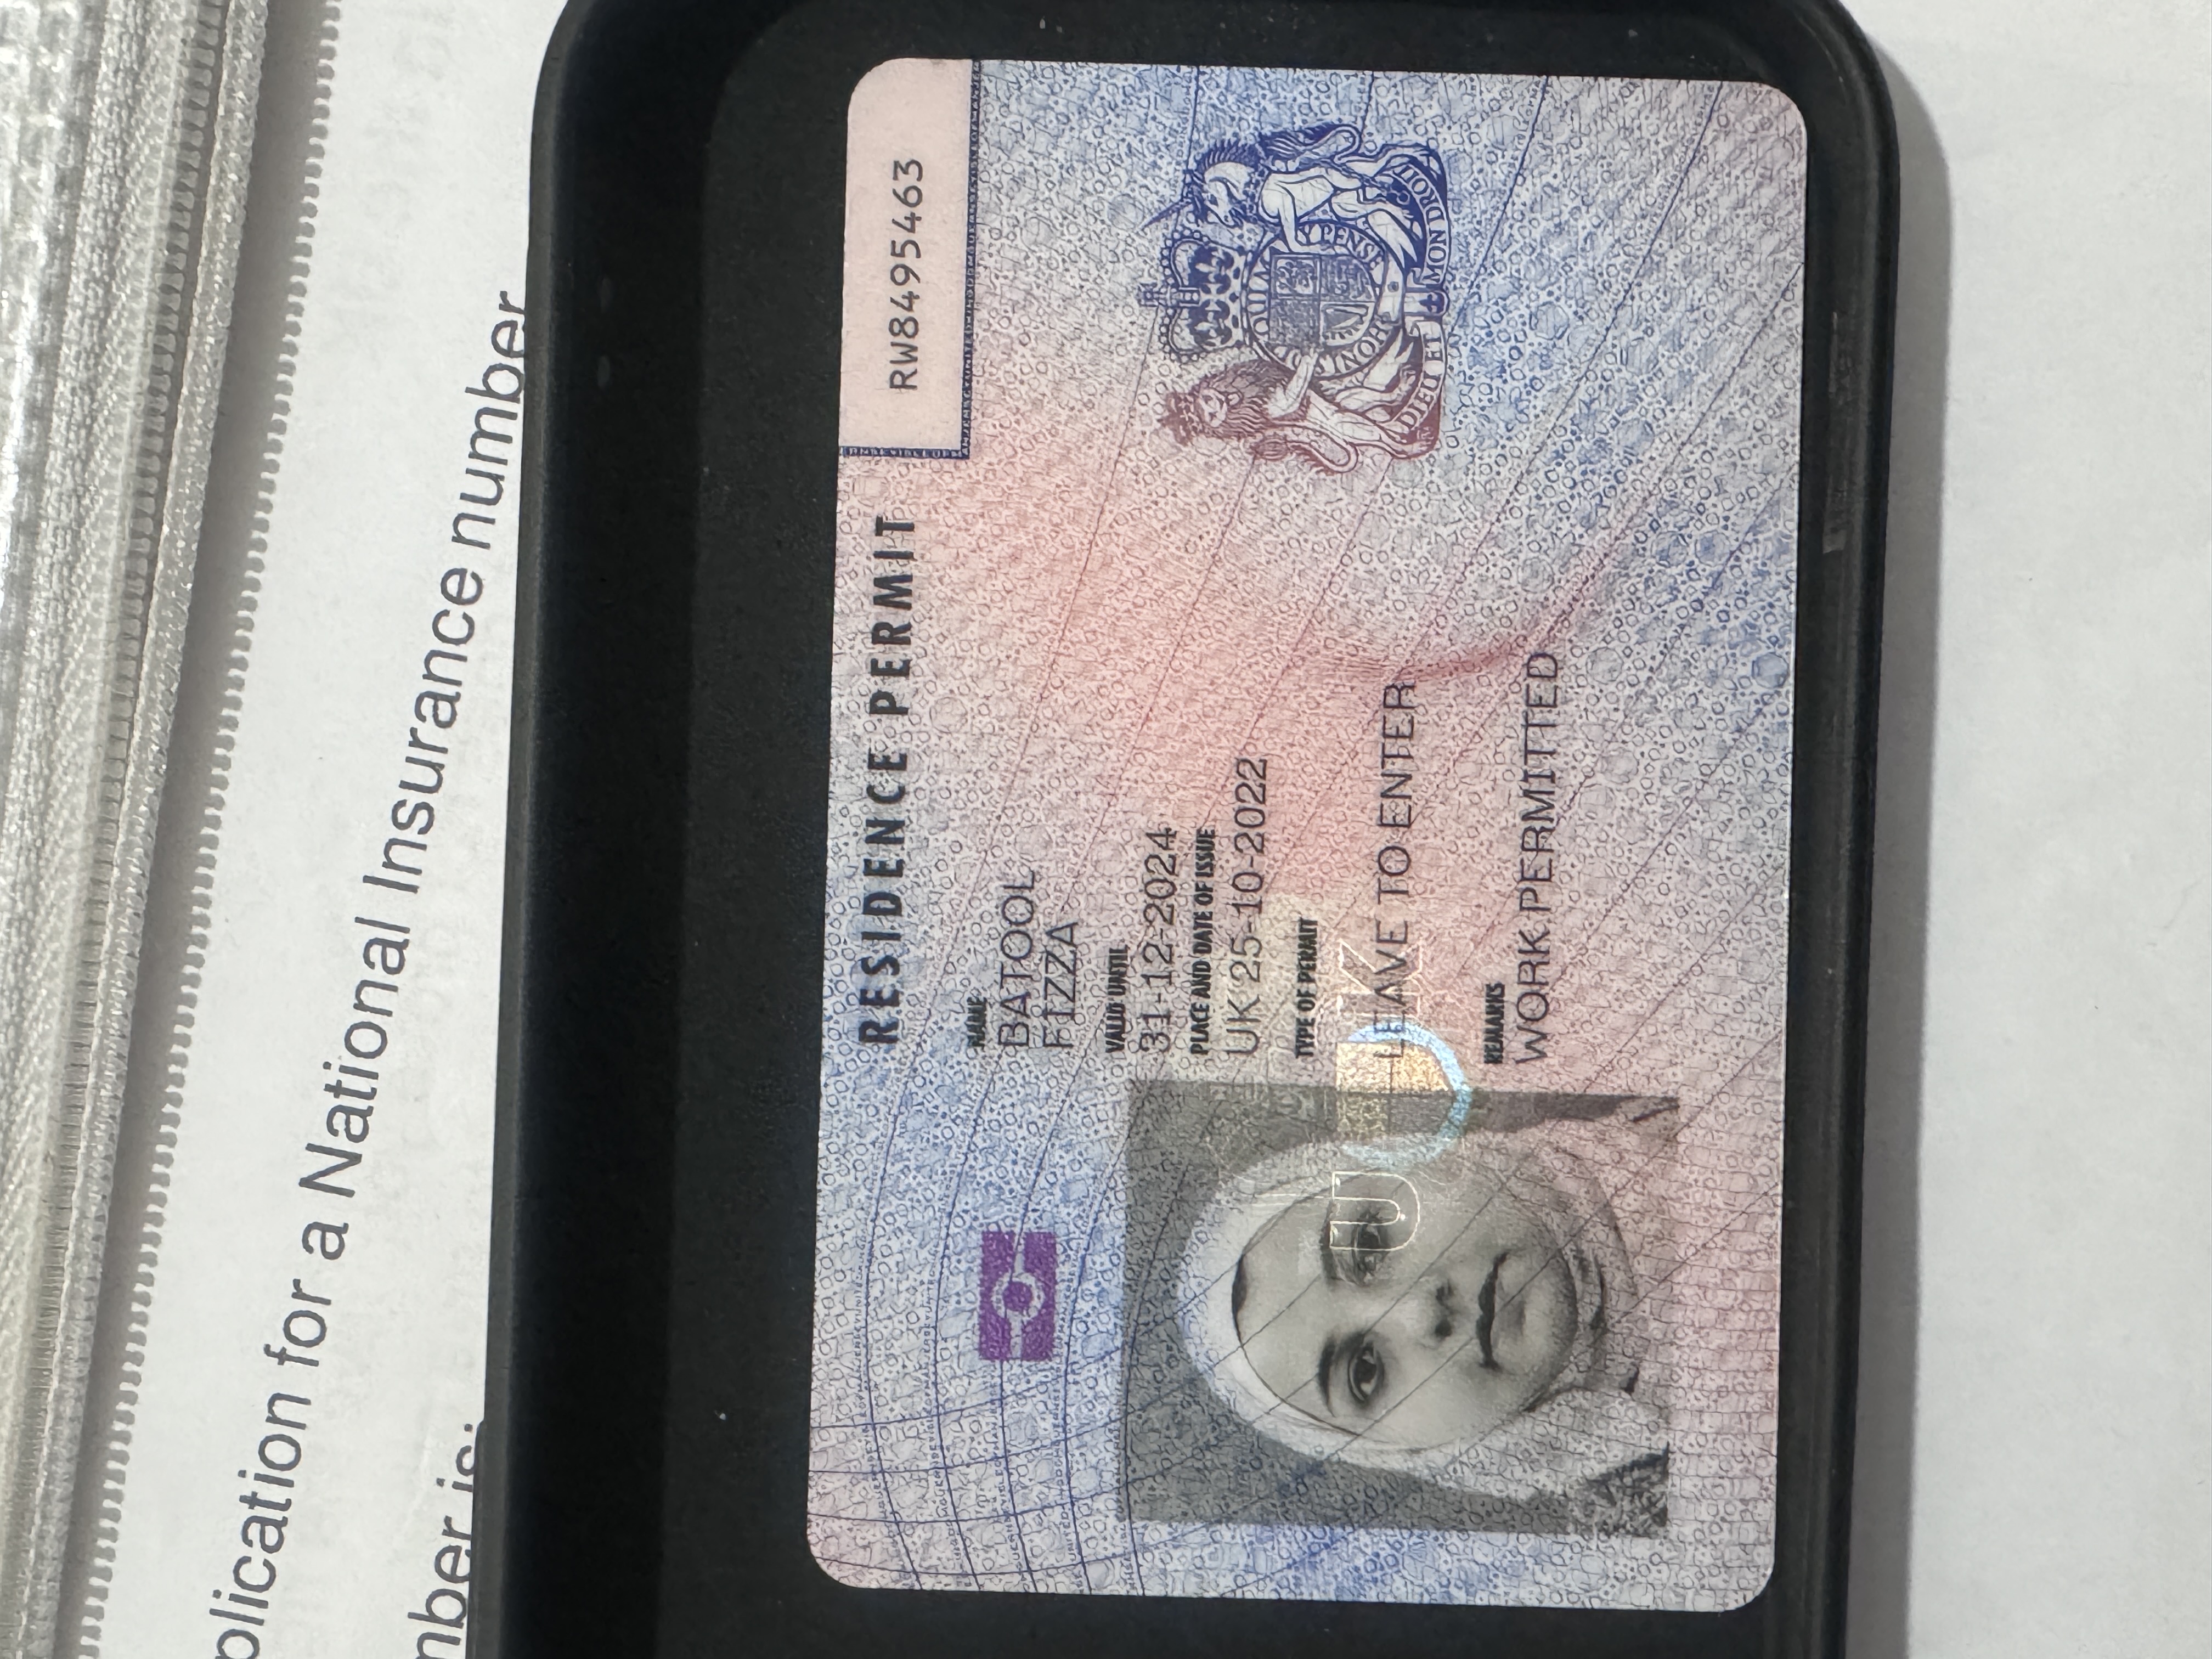 plication for a National Insurance number
mber is:
RESIDENCE PERMIT
RW8495463
NAME
BATOOL
FIZZA
VALID UNTIL
31-12-2024
PLACE AND DATE OF ISSUE
UK 25-10-2022
TYPE OF PERMIT
UK
LEAVE TO ENTER
REMARKS
WORK PERMITTED
DIEU ET MON DROIT